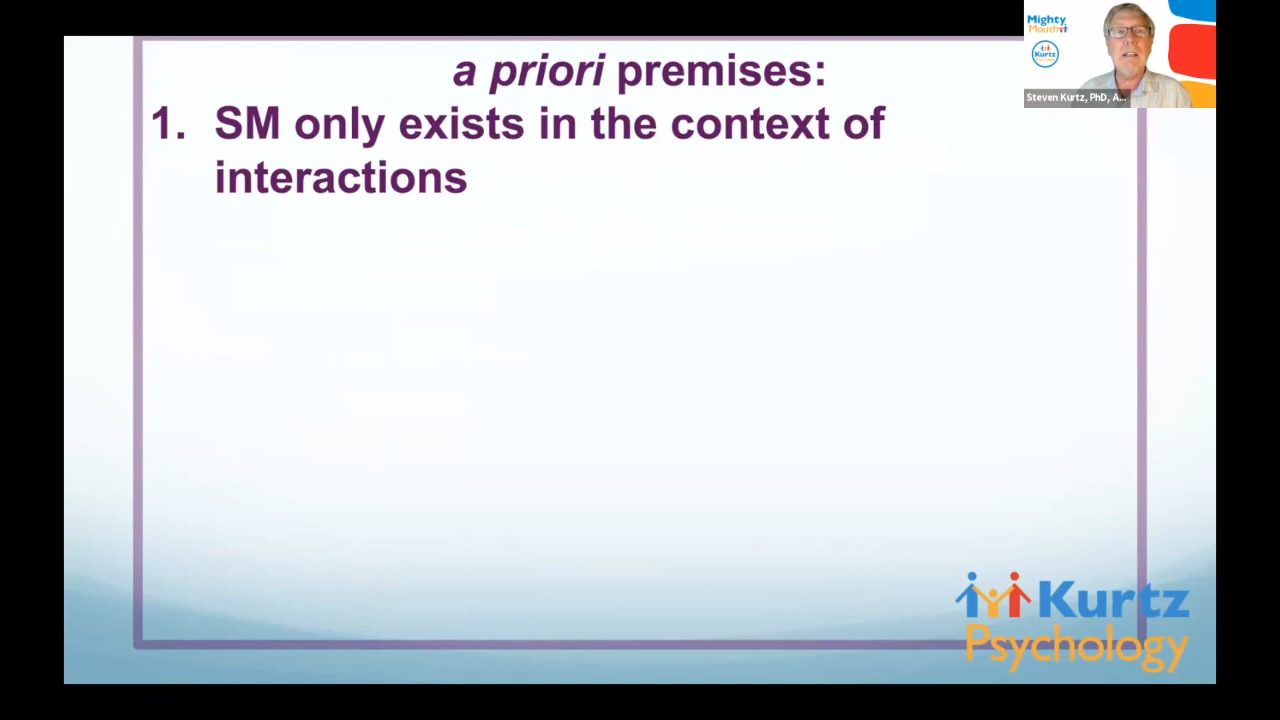 a priori premises:
1. SM only exists in the context of
interactions
Mighty
Mouth
Kurtz
Steven Kurtz, PhD, A...
Kurtz
Psychology